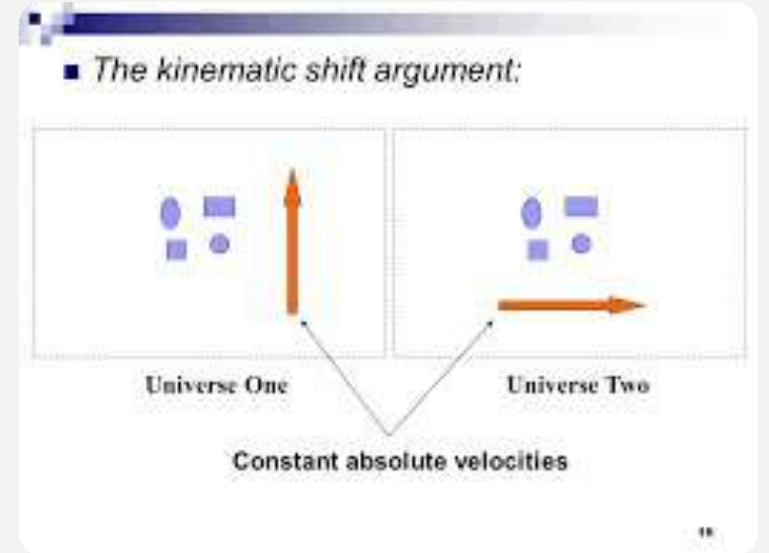 The kinematic shift argument:
Universe One
Universe Two
Constant absolute velocities